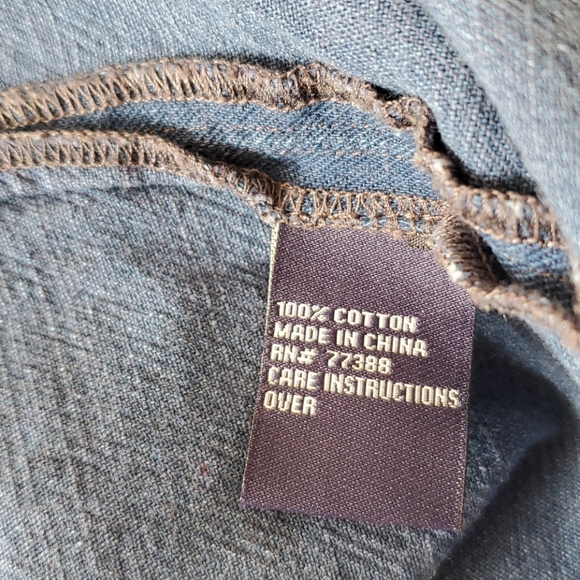 100% COTTON
MADE IN CHINA
RN# 77388
CARE INSTRUCTIONS
OVER